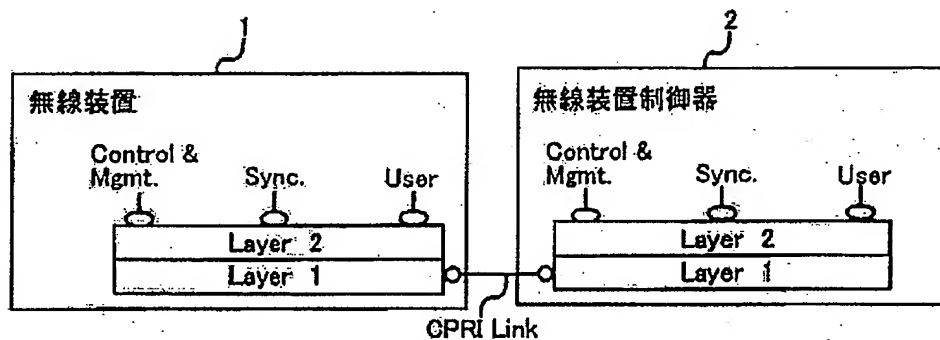 1
2
無線装置
無線装置制御器
Control &
Mgmt.
Sync.
User
Control &
Mgmt.
Sync.
User
Layer 2
Layer 1
Layer 2
Layer 1
CPRI Link